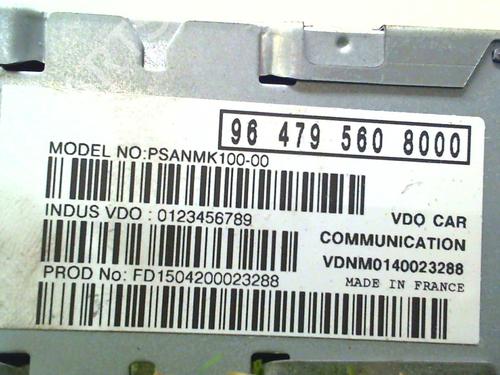 96 479 560 8000
MODEL NO:PSANMK100-00
INDUS VDO : 0123456789
VDO CAR
COMMUNICATION
VDNM0140023288
PROD No: FD1504200023288
MADE IN FRANCE